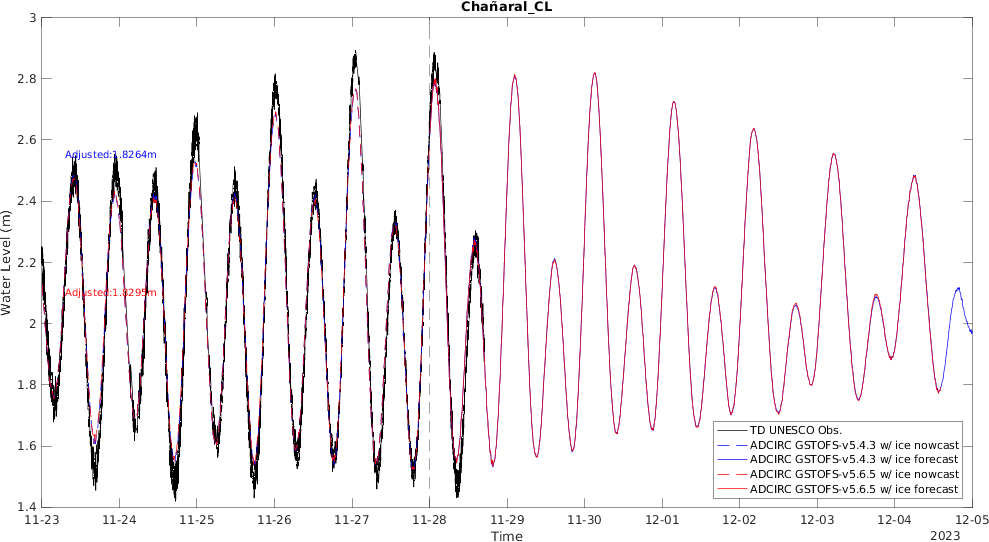 Chañaral_CL
Water Level (m)
3
2.8
2.6
2.4
2.2
2
1.8
1.6
1.4
Adjusted:1.8264m
Adjusted:1.8295m
TD UNESCO Obs.
ADCIRC GSTOFS-v5.4.3 w/ ice nowcast
ADCIRC GSTOFS-v5.4.3 w/ ice forecast
ADCIRC GSTOFS-v5.6.5 w/ ice nowcast
ADCIRC GSTOFS-v5.6.5 w/ ice forecast
11-23 11-24 11-25 11-26 11-27 11-28 11-29 11-30 12-01 12-02 12-03 12-04 12-05
Time
2023